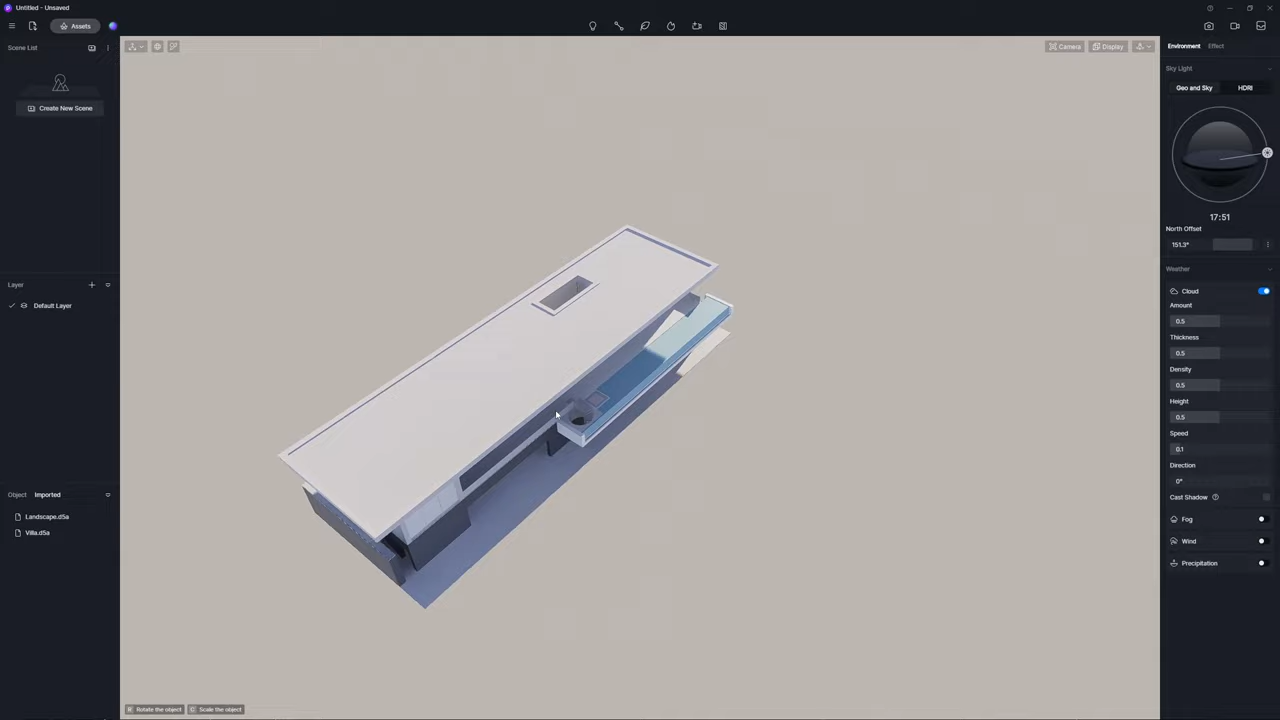 Untitled - Unsaved
Assets
Scene List
Create New Scene
Layer
Default Layer
Object Imported
Landscape.d5a
Villa.d5a
Camera
Display
R Rotate the object
C Scale the object
Environment Effect
Sky Light
Geo and Sky HDRI
17:51
North Offset
151.3°
Weather
Cloud
Amount
0.5
Thickness
0.5
Density
0.5
Height
0.5
Speed
0.1
Direction
0°
Cast Shadow ?
Fog
Wind
Precipitation